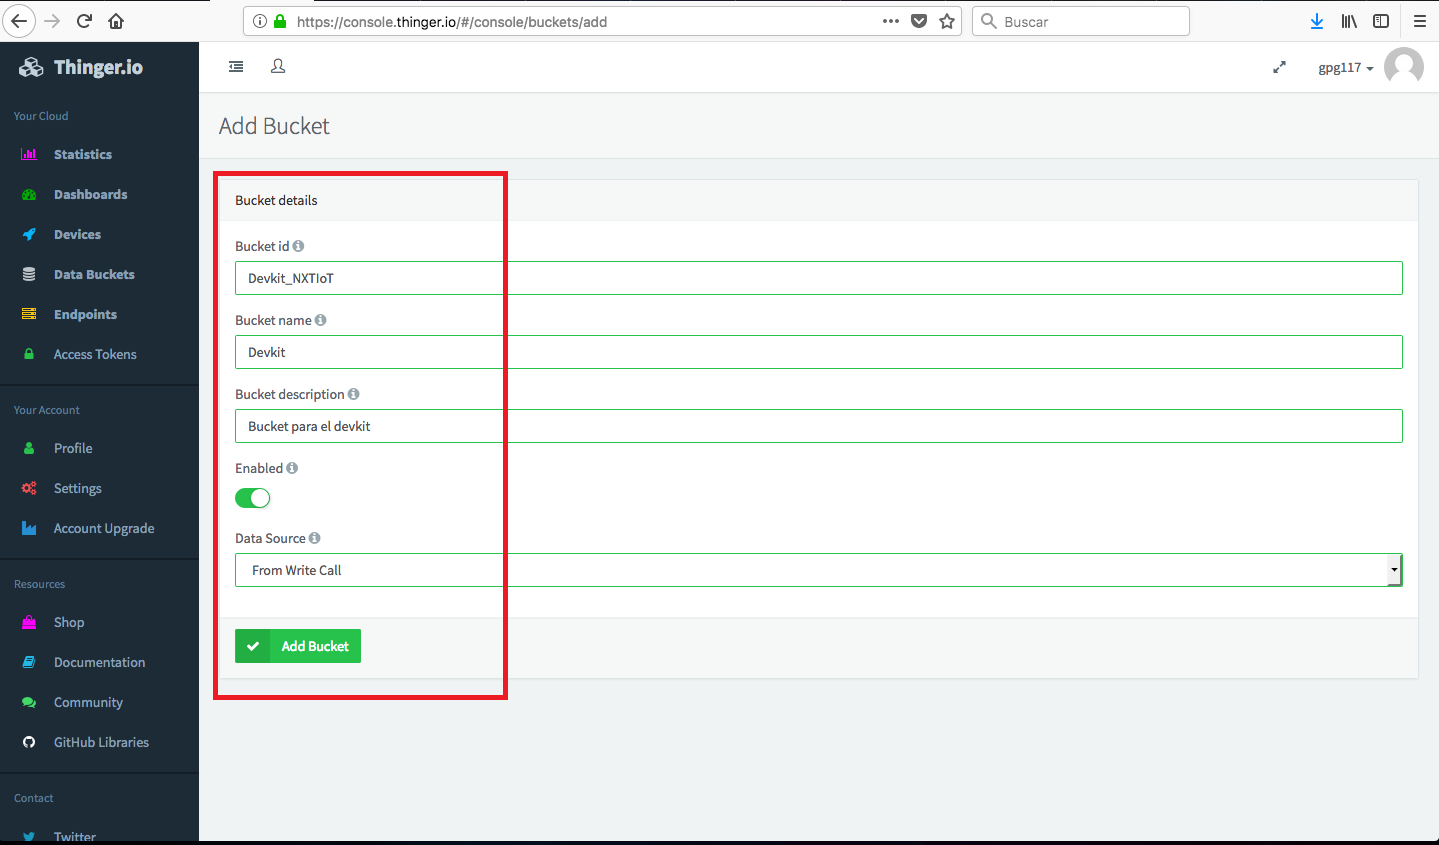 https://console.thinger.io/#/console/buckets/add
Buscar
Thinger.io
gpg117
Your Cloud
Statistics
Dashboards
Devices
Data Buckets
Endpoints
Access Tokens
Your Account
Profile
Settings
Account Upgrade
Resources
Shop
Documentation
Community
GitHub Libraries
Contact
Twitter
Add Bucket
Bucket details
Bucket id
Devkit_NXTIoT
Bucket name
Devkit
Bucket description
Bucket para el devkit
Enabled
Data Source
From Write Call
Add Bucket